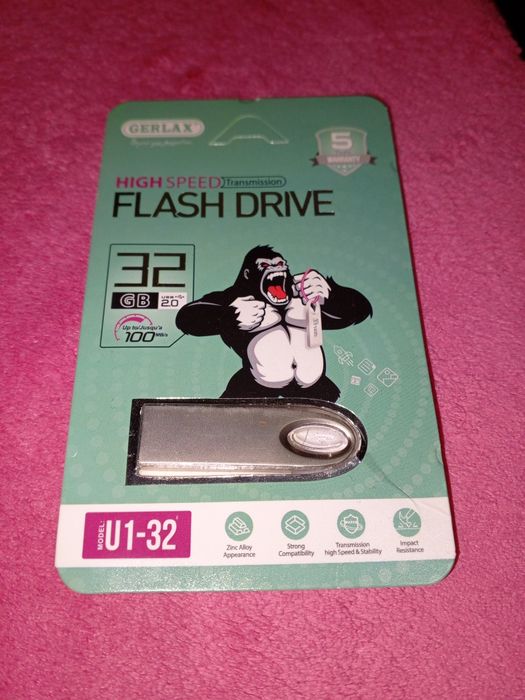 GERLAX
5
WARRANTY
HIGH SPEED Transmission
FLASH DRIVE
32
GB USB 2.0
Up to/Jusqu'a
100MB/s
MODEL:
U1-32
Zinc Alloy
Appearance
Strong
Compatibility
Transmission
high Speed & Stability
Impact
Resistance